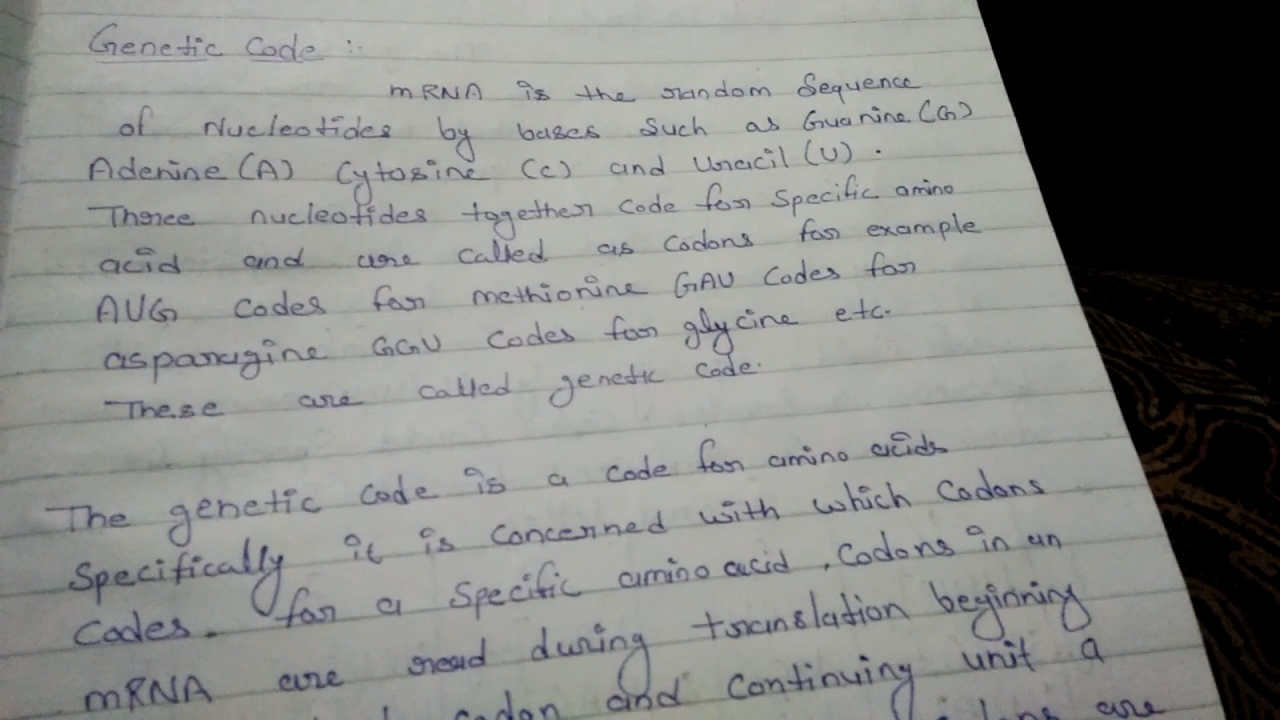 Genetic Code :-
mRNA is the random Sequence
of Nucleotides by bases Such as Guanine (G)
Adenine (A) Cytosine (C) and Uracil (U).
Three nucleotides together Code for Specific amino
acid and are called as Codons for example
AUG Codes for methionine GAU Codes for
asparagine GGU Codes for glycine etc.
These are called genetic Code.
The genetic Code is a Code for amino acids
Specifically it is Concerned with which Codons
Codes. for a Specific amino acid. Codons in an
mRNA are read during translation beginning
codon and continuing unit a
are